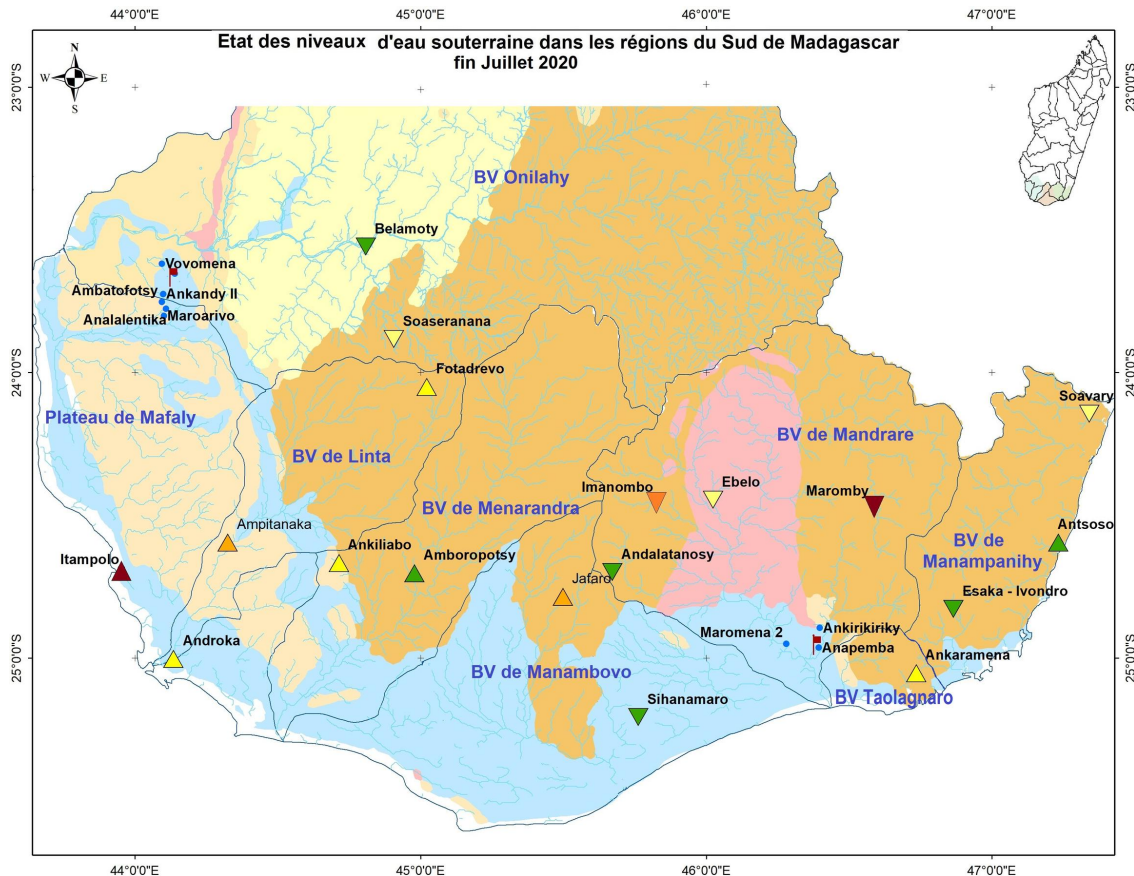 44°0'0"E 45°0'0"E 46°0'0"E 47°0'0"E
Etat des niveaux d'eau souterraine dans les régions du Sud de Madagascar
fin Juillet 2020
N
W E
S
23°0'0"S 23°0'0"S
BV Onilahy
Belamoty
Vovomena
Ambatofotsy Ankandy II
Analalentika Maroarivo
Soaseranana
24°0'0"S 24°0'0"S
Fotadrevo
Soavary
Plateau de Mafaly
BV de Mandrare
BV de Linta
Imanombo
Ebelo
Maromby
BV de Menarandra
Ampitanaka
Antsoso
Ankiliabo
Amboropotsy
Andalatanosy
BV de
Manampanihy
Itampolo
Jafaro
Esaka - Ivondro
Androka
Maromena 2
Ankirikiriky
Anapemba
Ankaramena
25°0'0"S 25°0'0"S
BV de Manambovo
BV Taolagnaro
Sihanamaro
44°0'0"E 45°0'0"E 46°0'0"E 47°0'0"E